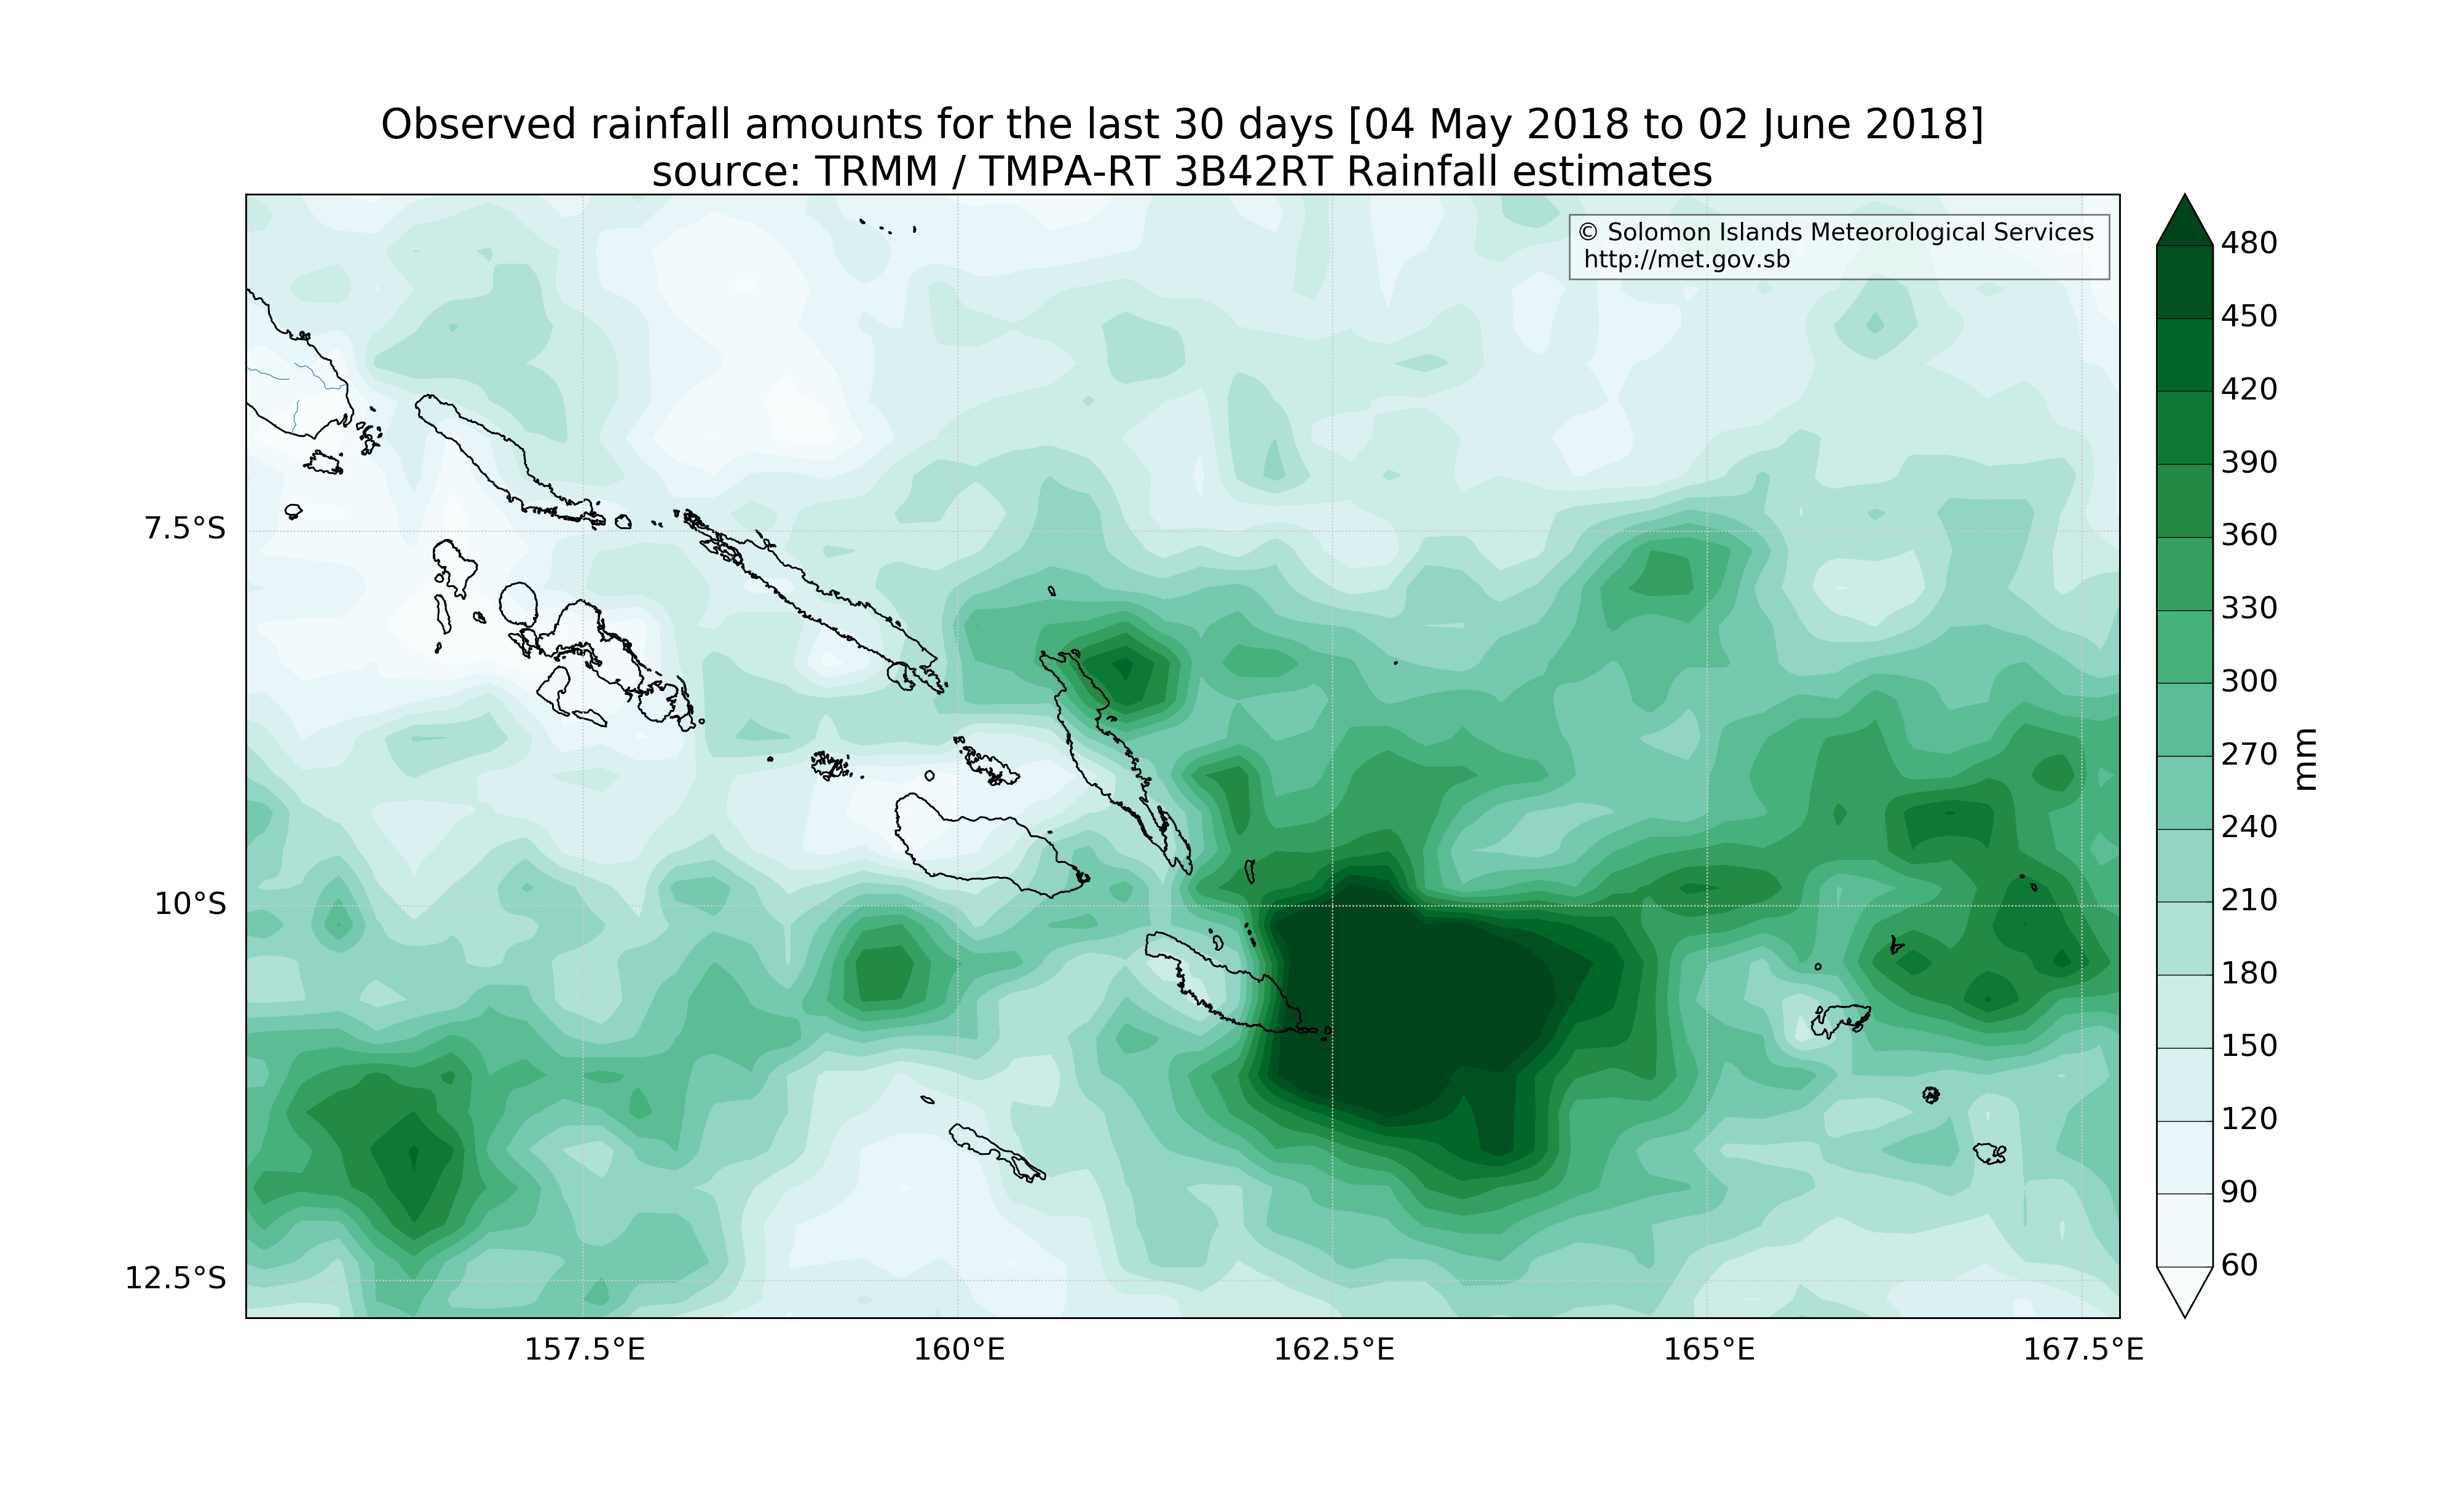 Observed rainfall amounts for the last 30 days [04 May 2018 to 02 June 2018]
source: TRMM / TMPA-RT 3B42RT Rainfall estimates
© Solomon Islands Meteorological Services
http://met.gov.sb
7.5°S
10°S
12.5°S
157.5°E
160°E
162.5°E
165°E
167.5°E
480
450
420
390
360
330
300
270
240
210
180
150
120
90
60
mm